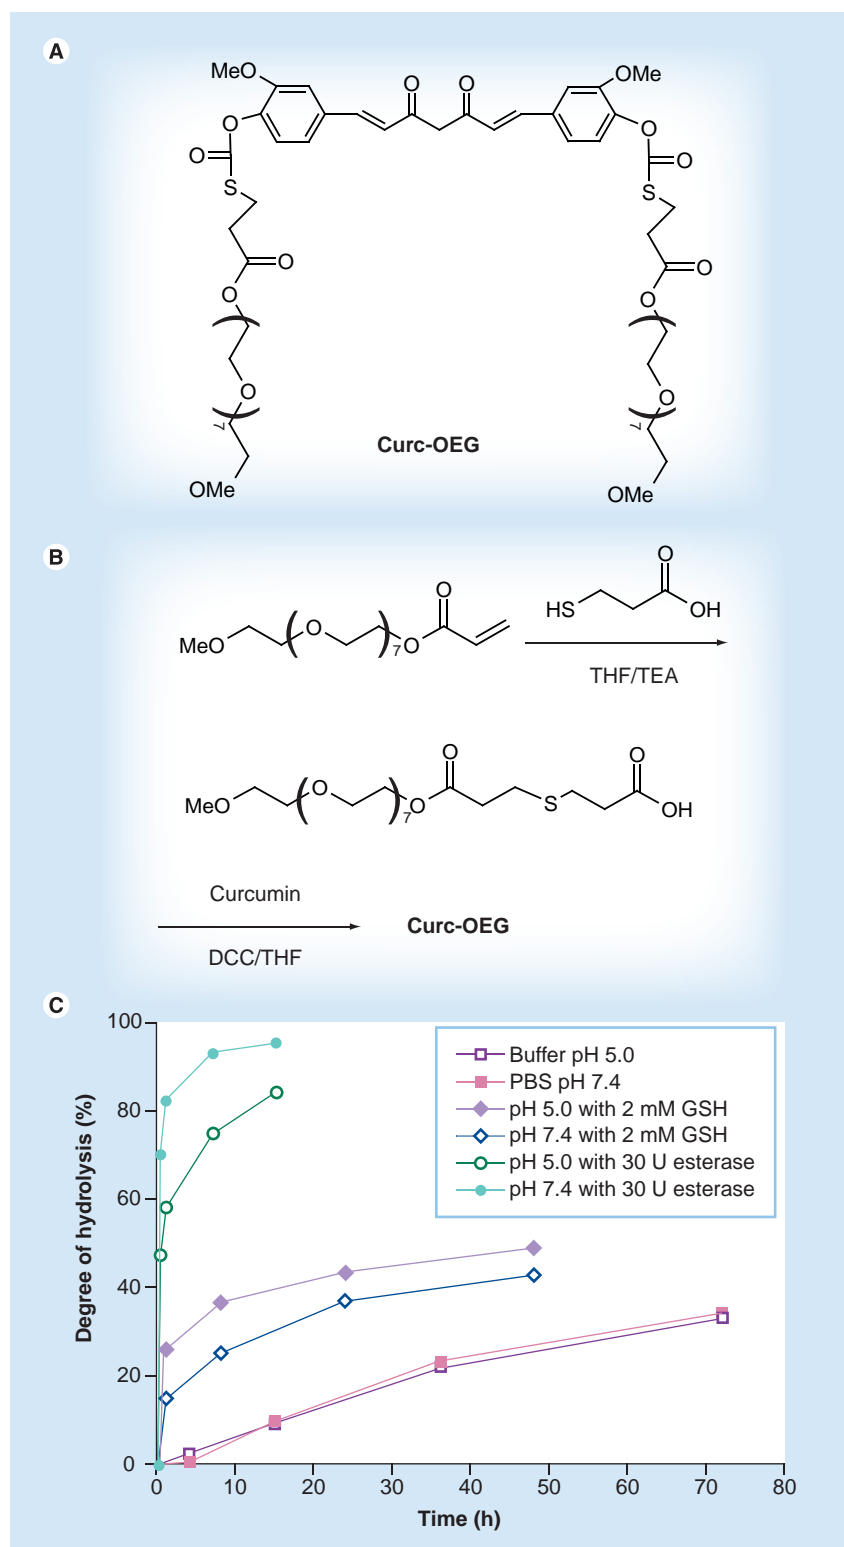 A
MeO
O
O
OMe
O
O
O
O
S
S
O
O
O
O
O
O
7
7
Curc-OEG
OMe
OMe
B
O
HS
OH
THF/TEA
MeO
O
7
O
O
MeO
O
7
O
O
S
O
OH
Curcumin
DCC/THF
Curc-OEG
C
Degree of hydrolysis (%)
100
80
60
40
20
0
Buffer pH 5.0
PBS pH 7.4
pH 5.0 with 2 mM GSH
pH 7.4 with 2 mM GSH
pH 5.0 with 30 U esterase
pH 7.4 with 30 U esterase
0 10 20 30 40 50 60 70 80
Time (h)